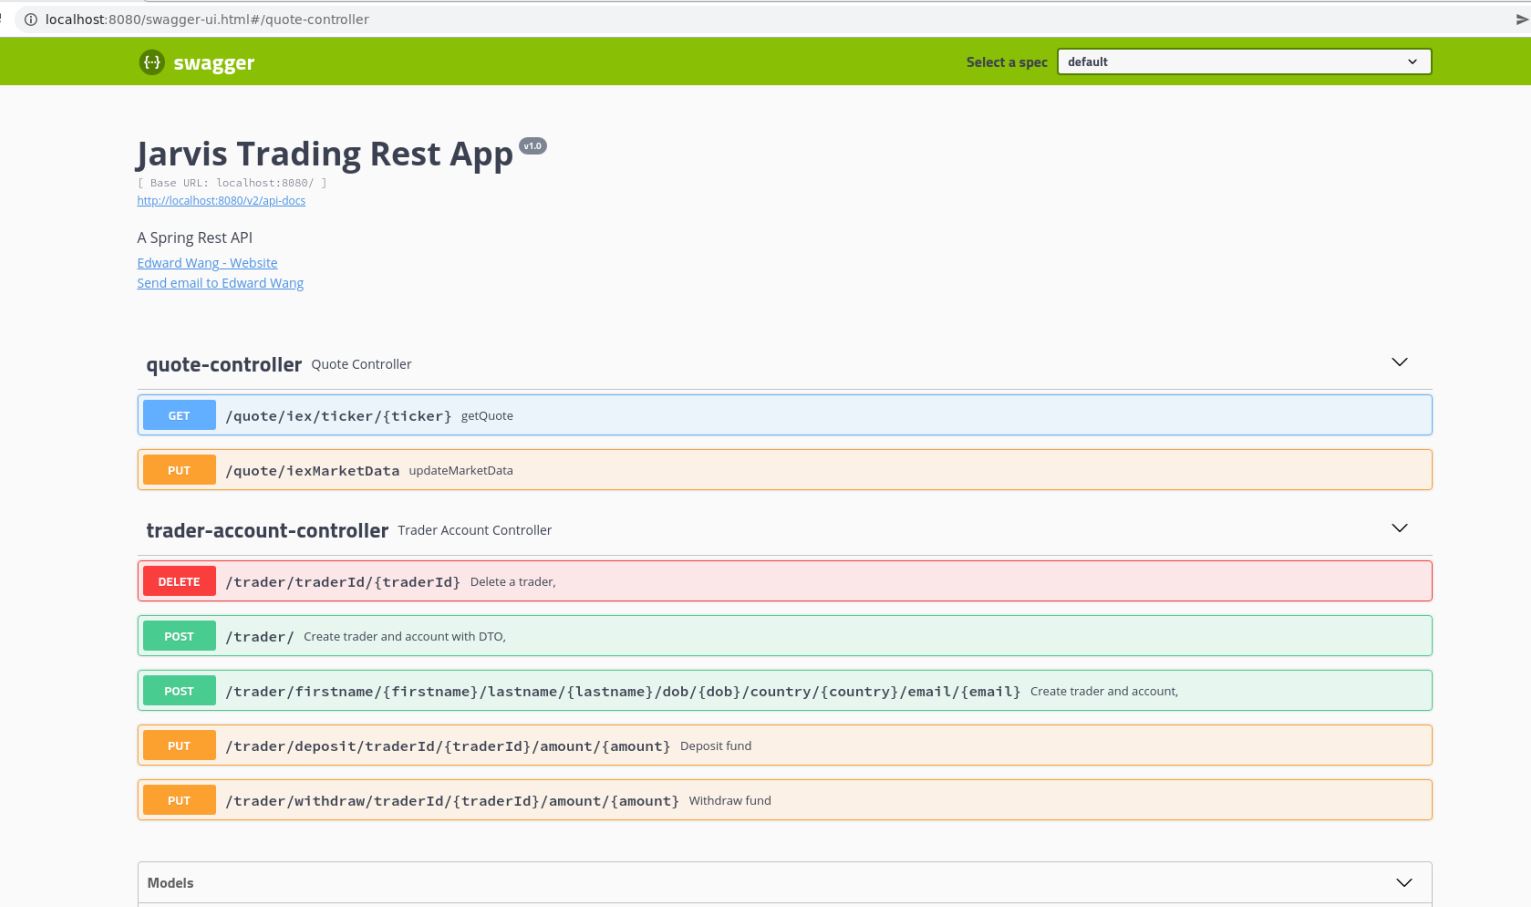 localhost:8080/swagger-ui.html#/quote-controller
swagger
Select a spec default
Jarvis Trading Rest App v1.0
[ Base URL: localhost:8080/ ]
http://localhost:8080/v2/api-docs
A Spring Rest API
Edward Wang - Website
Send email to Edward Wang
quote-controller Quote Controller
GET /quote/iex/ticker/{ticker} getQuote
PUT /quote/iexMarketData updateMarketData
trader-account-controller Trader Account Controller
DELETE /trader/traderId/{traderId} Delete a trader,
POST /trader/ Create trader and account with DTO,
POST /trader/firstname/{firstname}/lastname/{lastname}/dob/{dob}/country/{country}/email/{email} Create trader and account,
PUT /trader/deposit/traderId/{traderId}/amount/{amount} Deposit fund
PUT /trader/withdraw/traderId/{traderId}/amount/{amount} Withdraw fund
Models